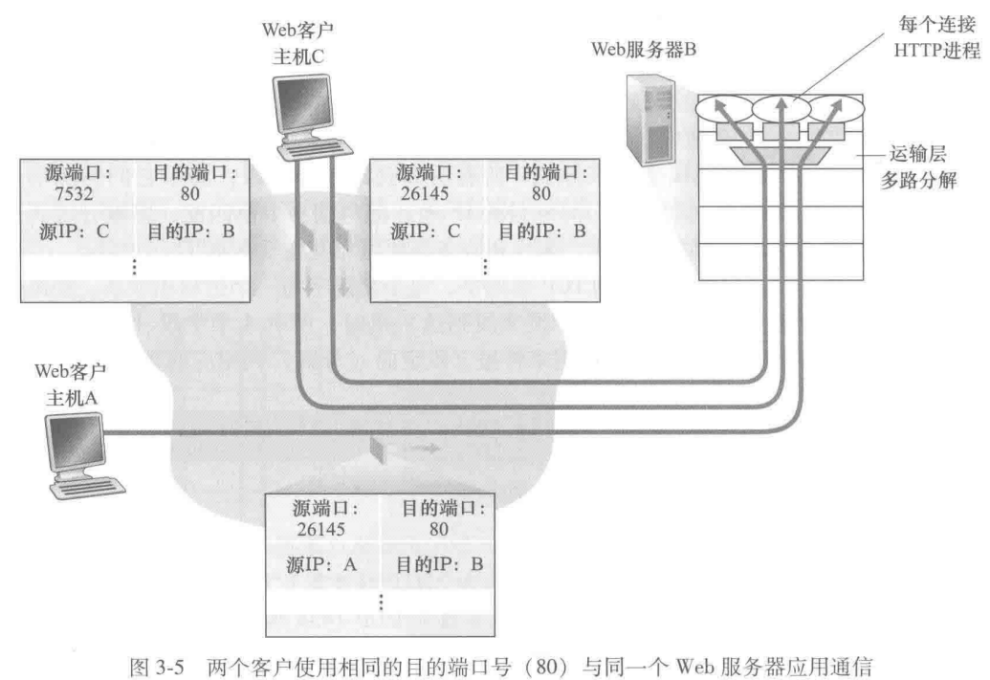 Web客户
主机C
Web服务器B
每个连接
HTTP进程
运输层
多路分解
源端口： 目的端口：
7532 80
源IP：C 目的IP：B
⋮
源端口： 目的端口：
26145 80
源IP：C 目的IP：B
⋮
Web客户
主机A
源端口： 目的端口：
26145 80
源IP：A 目的IP：B
⋮
图 3-5 两个客户使用相同的目的端口号（80）与同一个 Web 服务器应用通信